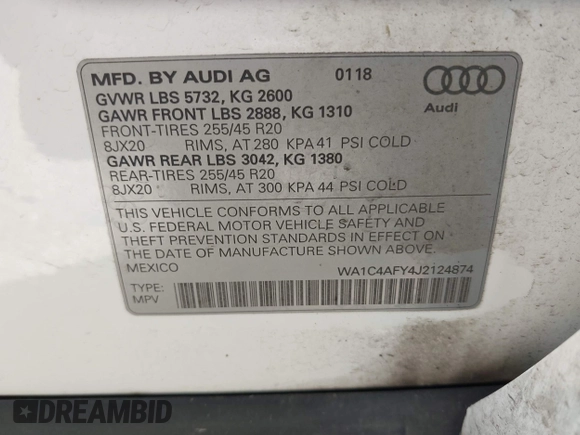 MFD. BY AUDI AG 0118
GVWR LBS 5732, KG 2600
GAWR FRONT LBS 2888, KG 1310
FRONT-TIRES 255/45 R20
8JX20 RIMS, AT 280 KPA 41 PSI COLD
GAWR REAR LBS 3042, KG 1380
REAR-TIRES 255/45 R20
8JX20 RIMS, AT 300 KPA 44 PSI COLD
Audi
THIS VEHICLE CONFORMS TO ALL APPLICABLE
U.S. FEDERAL MOTOR VEHICLE SAFETY AND
THEFT PREVENTION STANDARDS IN EFFECT ON
THE DATE OF MANUFACTURE SHOWN ABOVE.
MEXICO WA1C4AFY4J2124874
TYPE:
MPV
DREAMBID